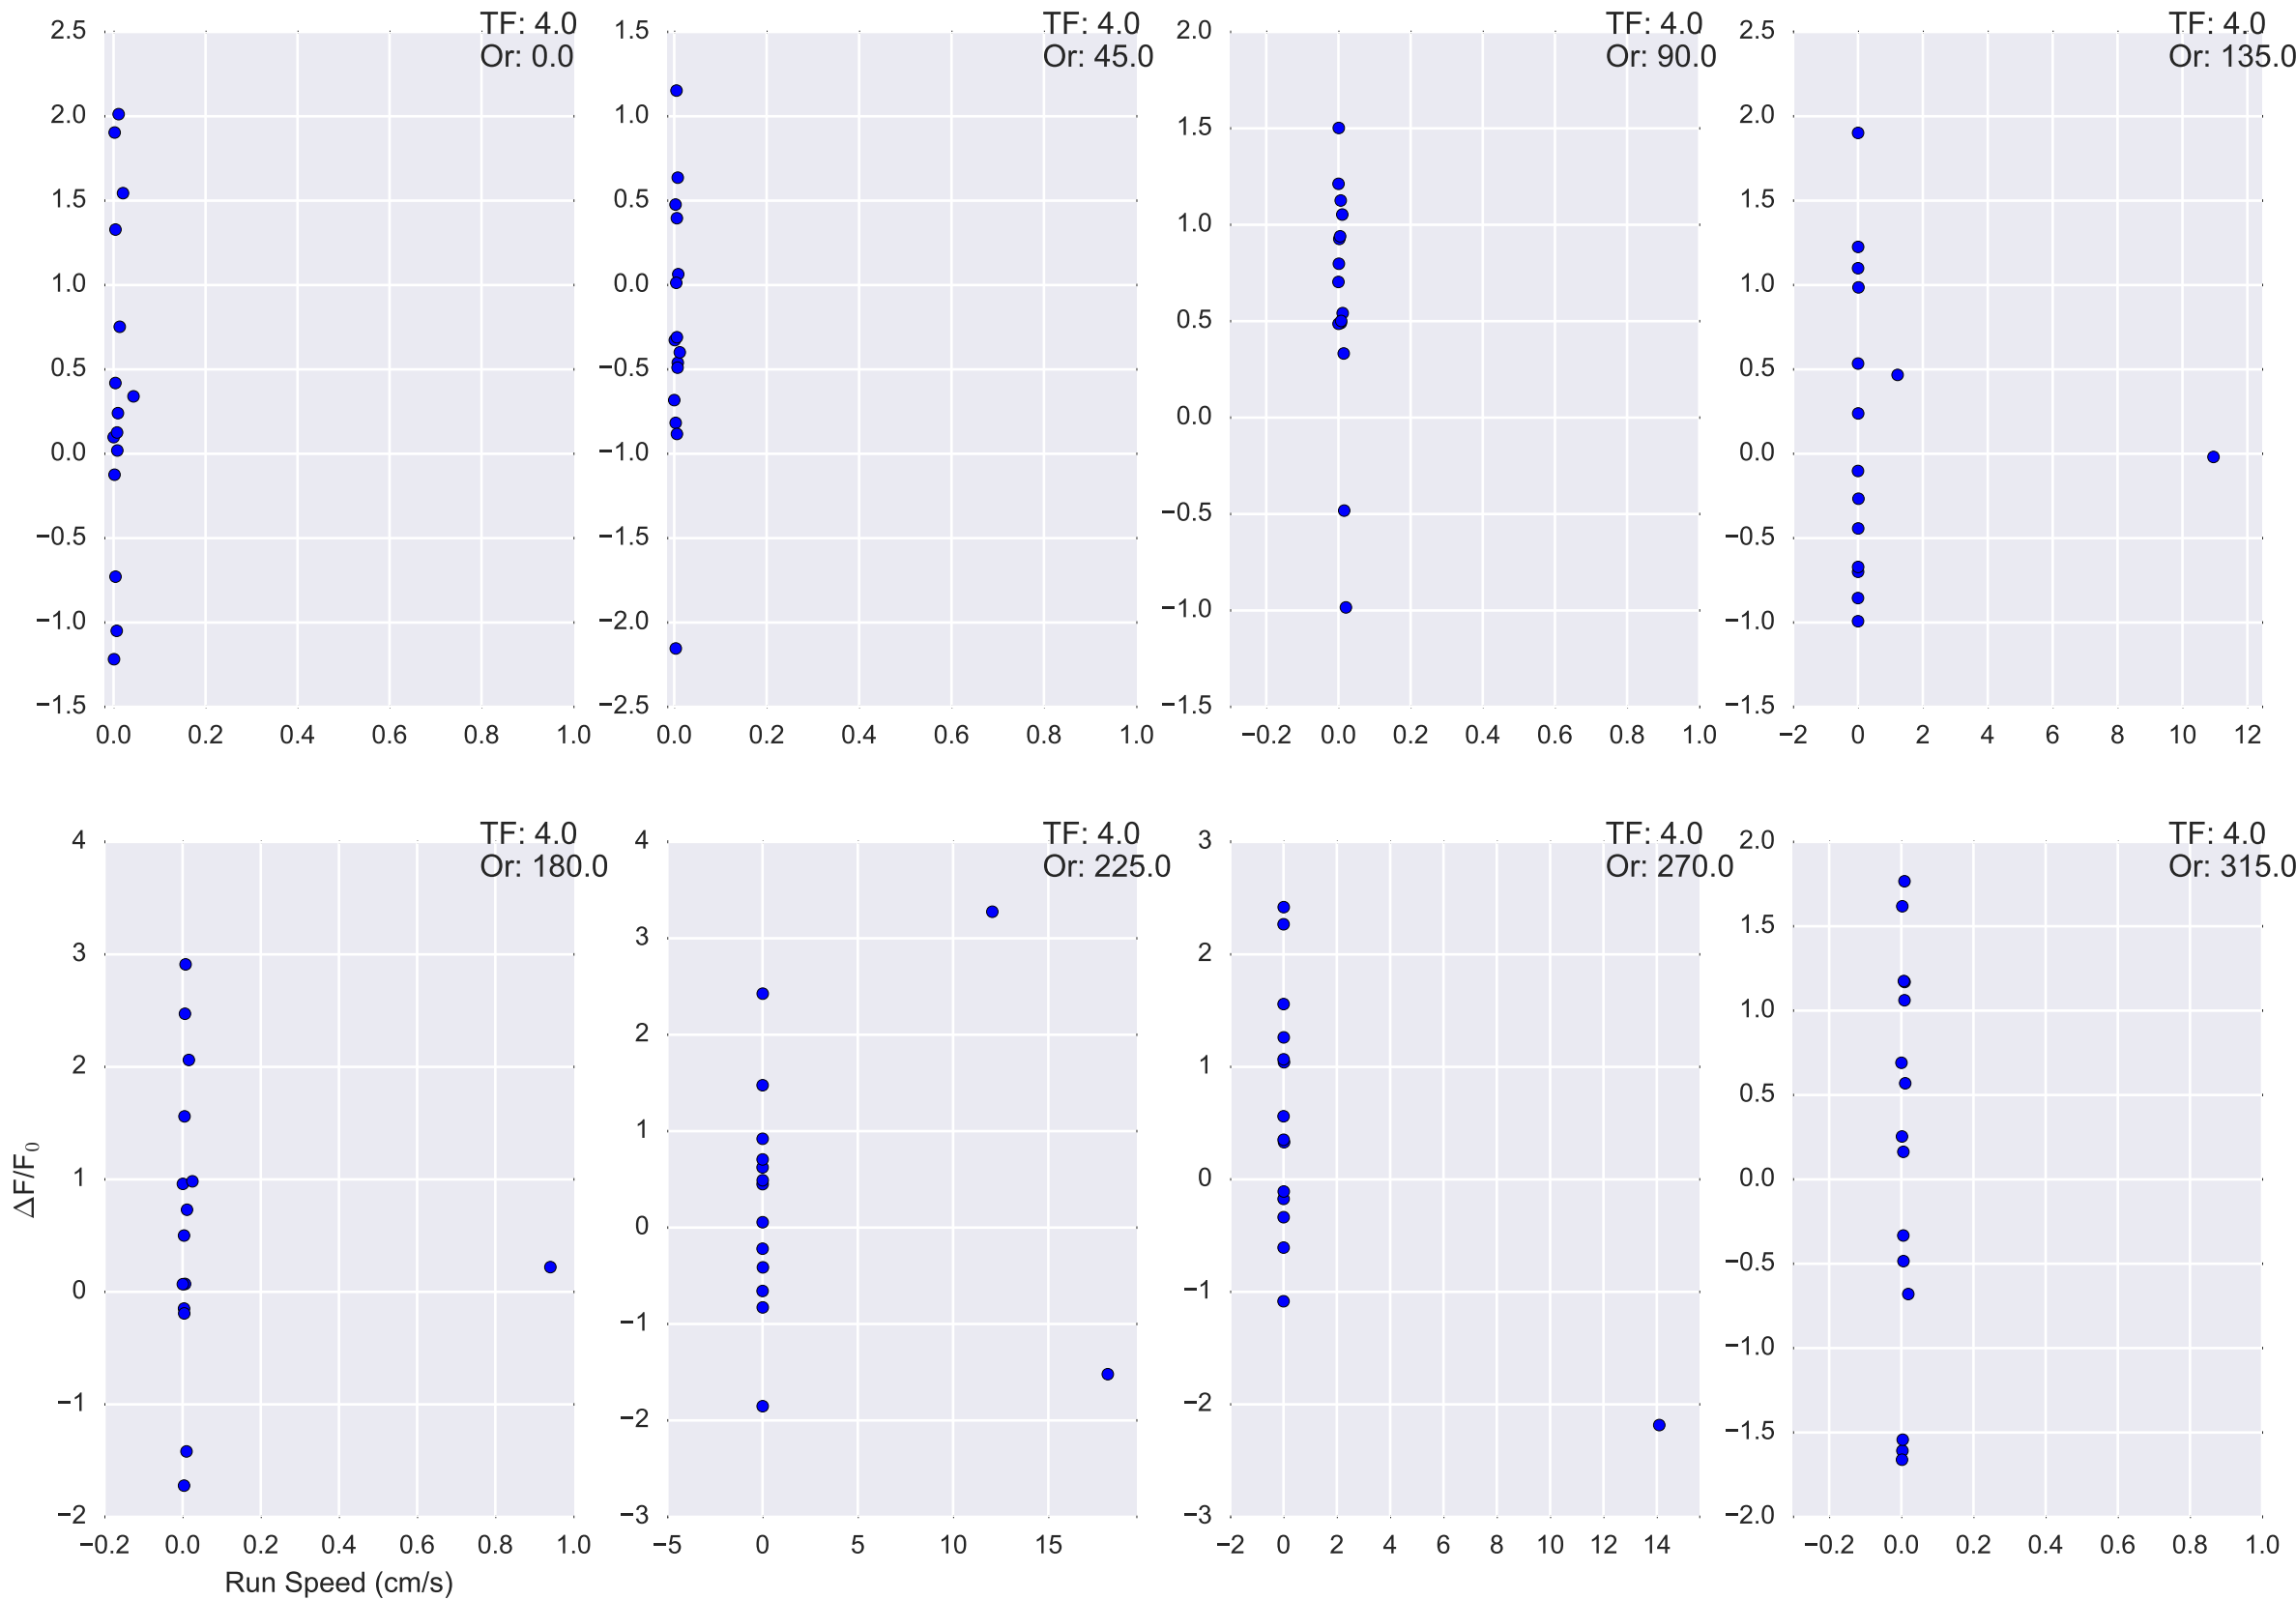 TF: 4.0
Or: 0.0
2.5
2.0
1.5
1.0
0.5
0.0
−0.5
−1.0
−1.5
0.0 0.2 0.4 0.6 0.8 1.0
TF: 4.0
Or: 45.0
1.5
1.0
0.5
0.0
−0.5
−1.0
−1.5
−2.0
−2.5
0.0 0.2 0.4 0.6 0.8 1.0
TF: 4.0
Or: 90.0
2.0
1.5
1.0
0.5
0.0
−0.5
−1.0
−1.5
−0.2 0.0 0.2 0.4 0.6 0.8 1.0
TF: 4.0
Or: 135.0
2.5
2.0
1.5
1.0
0.5
0.0
−0.5
−1.0
−1.5
−2 0 2 4 6 8 10 12
TF: 4.0
Or: 180.0
4
3
2
1
0
−1
−2
ΔF/F₀
−0.2 0.0 0.2 0.4 0.6 0.8 1.0
Run Speed (cm/s)
TF: 4.0
Or: 225.0
4
3
2
1
0
−1
−2
−3
−5 0 5 10 15
TF: 4.0
Or: 270.0
3
2
1
0
−1
−2
−3
−2 0 2 4 6 8 10 12 14
TF: 4.0
Or: 315.0
2.0
1.5
1.0
0.5
0.0
−0.5
−1.0
−1.5
−2.0
−0.2 0.0 0.2 0.4 0.6 0.8 1.0